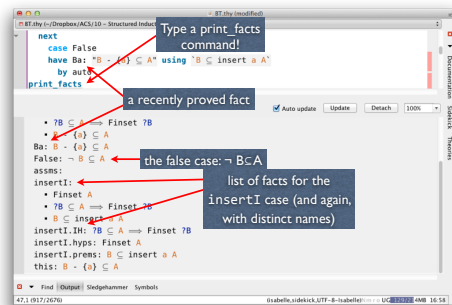 BT.thy (modified)
BT.thy (~/Dropbox/ACS/10 – Structured Induct
next
case False
have Ba: "B - {a} ⊆ A" using `B ⊆ insert a A`
by auto
print_facts
Type a print_facts
command!
a recently proved fact
Auto update Update Detach 100%
• ?B ⊆ A ⟹ Finset ?B
• B - {a} ⊆ A
Ba: B - {a} ⊆ A
False: ¬ B ⊆ A
the false case: ¬ B⊆A
assms:
insertI:
• Finset A
• ?B ⊆ A ⟹ Finset ?B
• B ⊆ insert a A
list of facts for the
insertI case (and again,
with distinct names)
insertI.IH: ?B ⊆ A ⟹ Finset ?B
insertI.hyps: Finset A
insertI.prems: B ⊆ insert a A
this: B - {a} ⊆ A
Documentation Sidekick Theories
Find Output Sledgehammer Symbols
47,1 (917/2676)
(isabelle,sidekick,UTF-8-Isabelle) UG 4MB 16:58